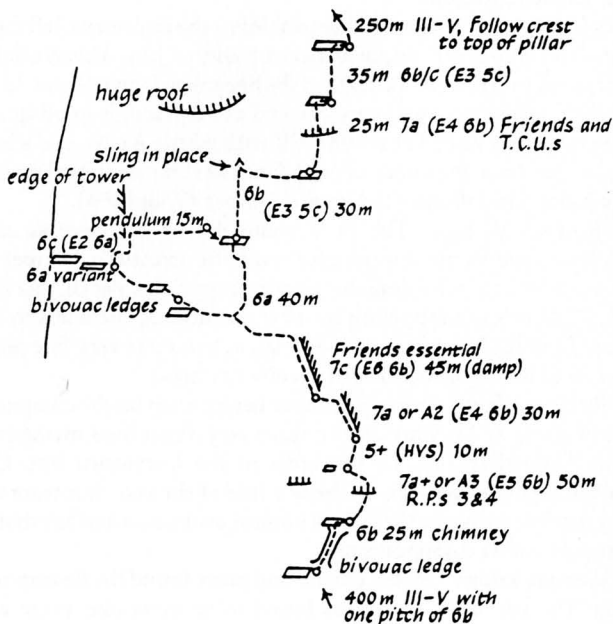 250m III-V, follow crest
to top of pillar
35m 6b/c (E3 5c)
huge roof
25m 7a (E4 6b) Friends and
T.C.U.s
sling in place
edge of tower
6b
(E3 5c) 30m
pendulum 15m
6c (E2 6a)
6a variant
bivouac ledges
6a 40m
Friends essential
7c (E6 6b) 45m (damp)
7a or A2 (E4 6b) 30m
5+ (HVS) 10m
7a+ or A3 (E5 6b) 50m
R.P.s 3&4
6b 25m chimney
bivouac ledge
400m III-V with
one pitch of 6b